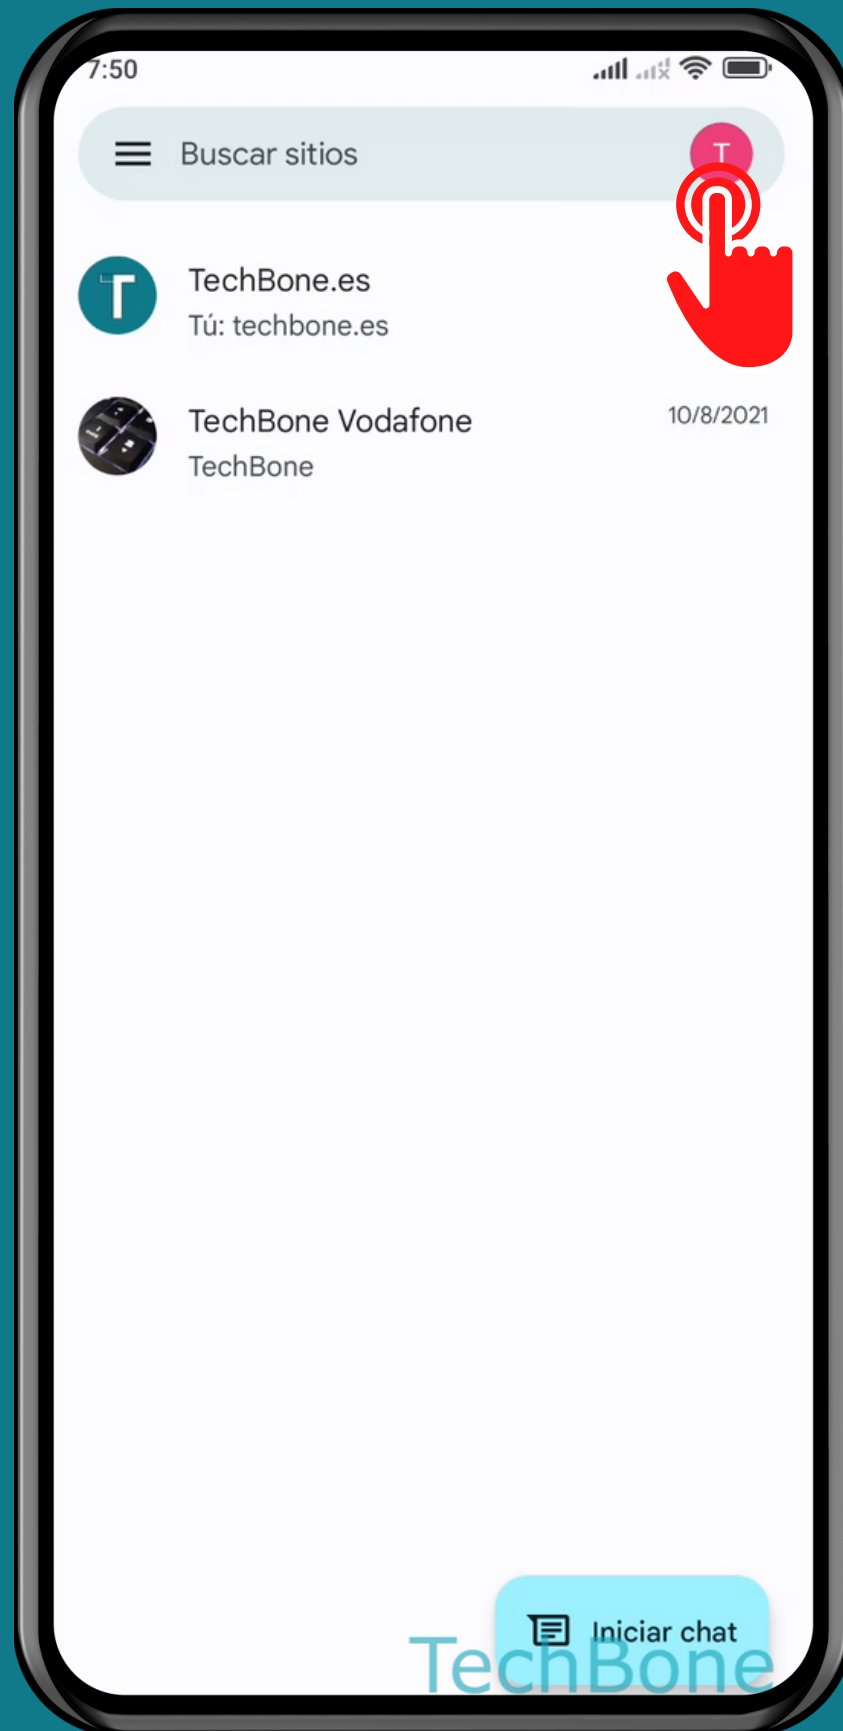 7:50
Buscar sitios
T
T
TechBone.es
Tú: techbone.es
TechBone Vodafone
10/8/2021
TechBone
Iniciar chat
TechBone